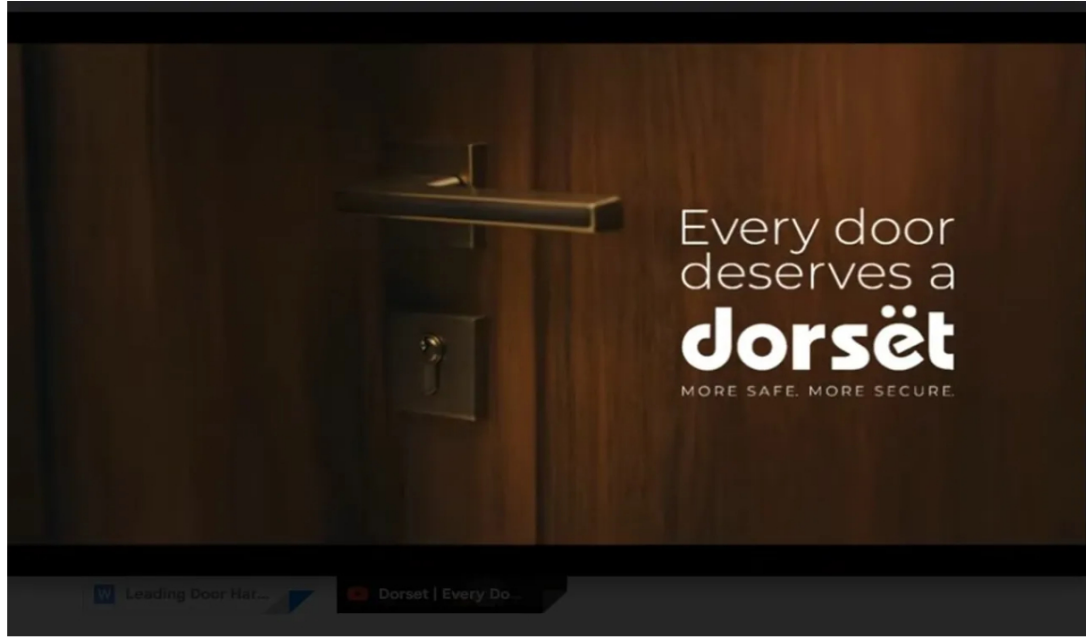 Every door
deserves a
dorsët
MORE SAFE. MORE SECURE.
W Leading Door Har...
Dorset | Every Do...